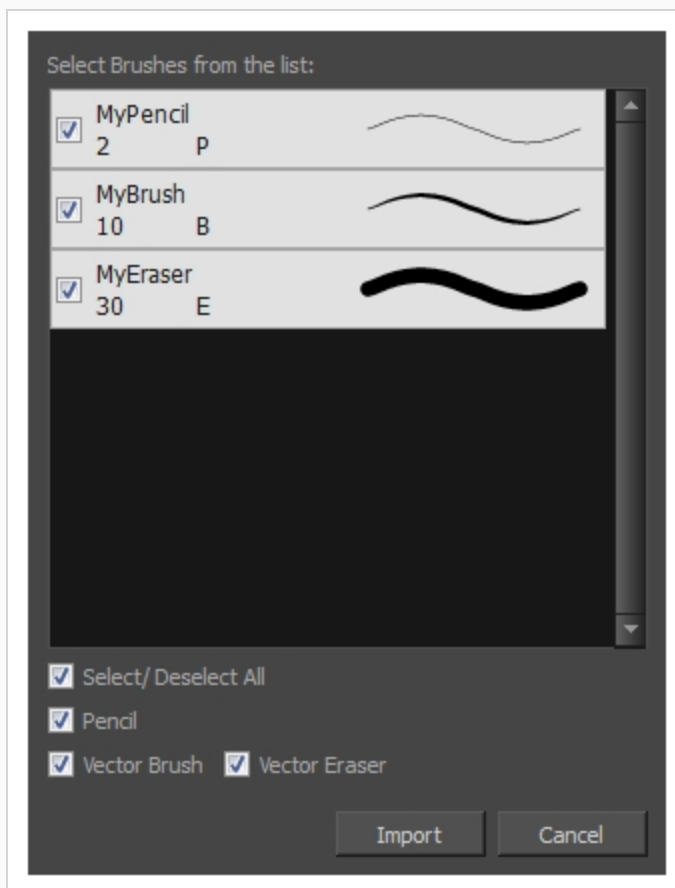 Select Brushes from the list:
MyPencil
2 P
MyBrush
10 B
MyEraser
30 E
Select/ Deselect All
Pencil
Vector Brush Vector Eraser
Import Cancel